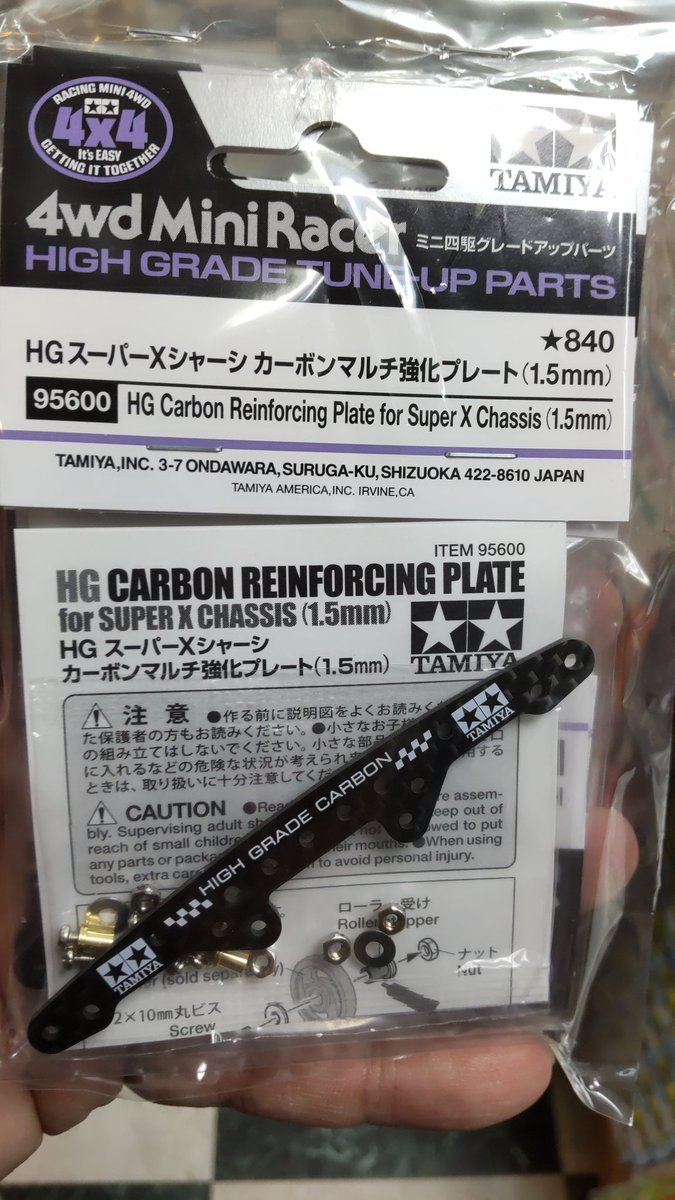 RACING MINI 4WD
4x4
It's EASY
GETTING IT TOGETHER
TAMIYA
4wd Mini Racer ミニ四駆グレードアップパーツ
HIGH GRADE TUNE-UP PARTS
★840
HGスーパーXシャーシ カーボンマルチ強化プレート(1.5mm)
95600 HG Carbon Reinforcing Plate for Super X Chassis (1.5mm)
TAMIYA,INC. 3-7 ONDAWARA,SURUGA-KU,SHIZUOKA 422-8610 JAPAN
TAMIYA AMERICA,INC. IRVINE,CA
ITEM 95600
HG CARBON REINFORCING PLATE
for SUPER X CHASSIS (1.5mm)
HG スーパーXシャーシ
カーボンマルチ強化プレート(1.5mm)
TAMIYA
注意 ●作る前に説明図をよくお読みく
た保護者の方もお読みください。●小さなお子様
の組み立てはしないでください。小さな部品
に入れるなどの危険な状況が考えられ
ときは、取り扱いに十分注意してくだ
CAUTION
assem-
bly. Supervising adult
keep out of
reach of small
their mouths. ●When using
any parts or
to avoid personal injury.
tools, extra
TAMIYA
HIGH GRADE CARBON
TAMIYA
ローラー受け
(sold separately)
ナット
Nut
2×10mm丸ビス
Screw